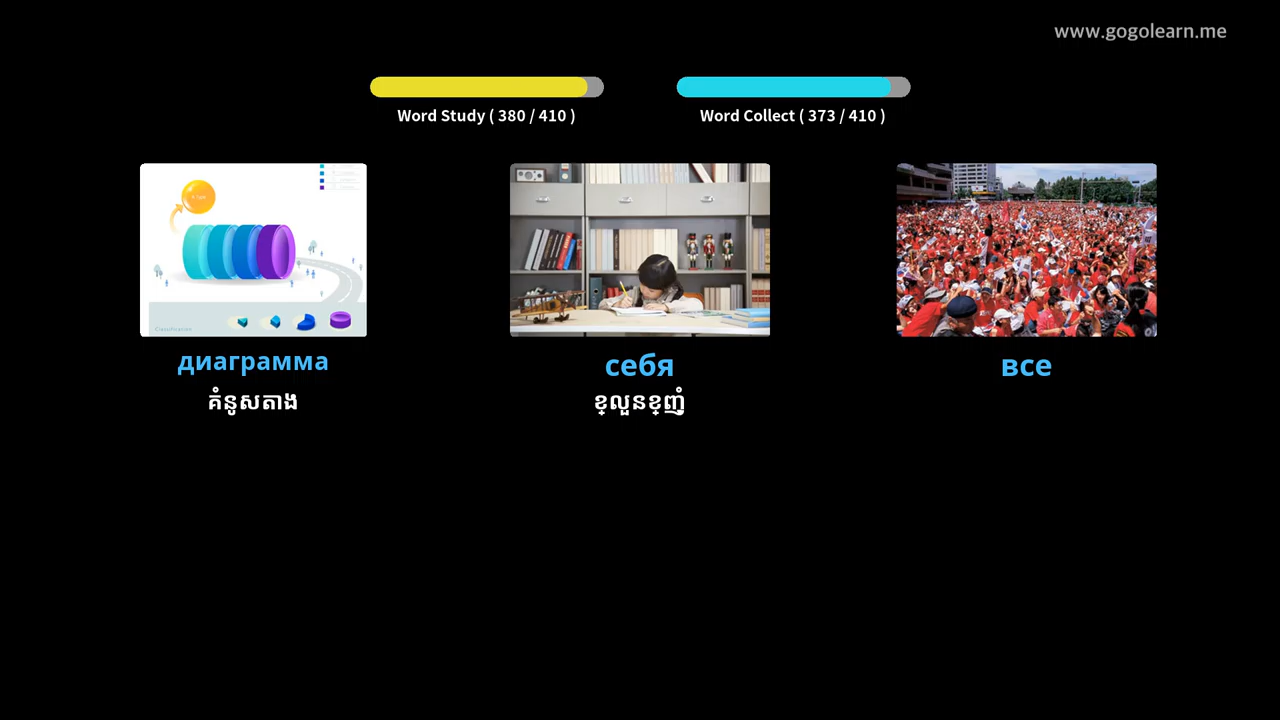 www.gogolearn.me
Word Study ( 380 / 410 )
Word Collect ( 373 / 410 )
Classification
диаграмма
себя
все
គំនូសតាង
ខ្លួនខ្ញុំ